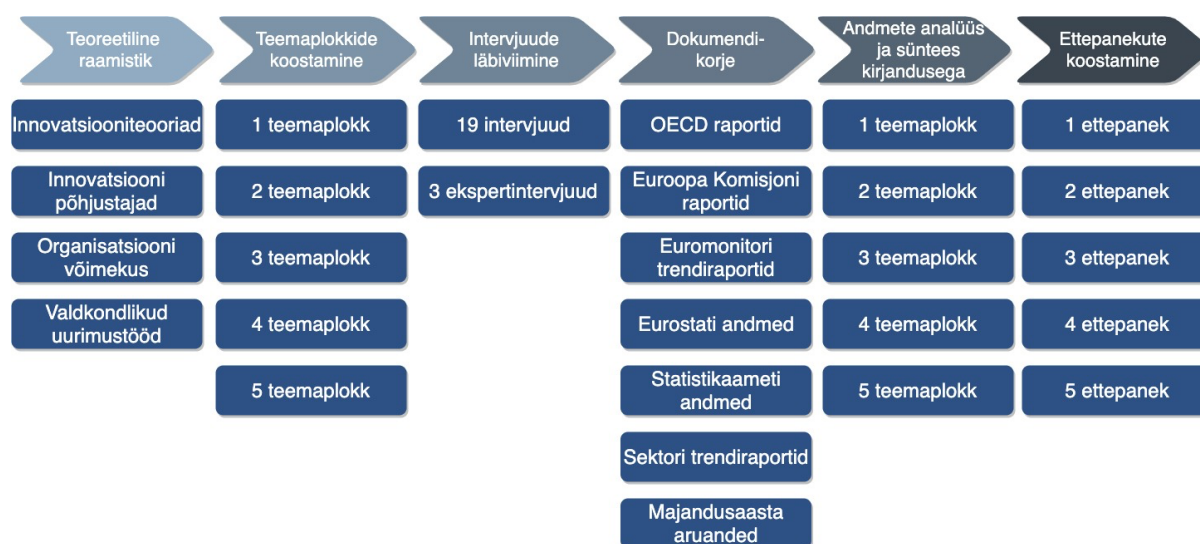 Teoreetiline
raamistik
Teemaplokkide
koostamine
Intervjuude
läbiviimine
Dokumendi-
korje
Andmete analüüs
ja süntees
kirjandusega
Ettepanekute
koostamine
Innovatsiooniteooriad
Innovatsiooni
põhjustajad
Organisatsiooni
võimekus
Valdkondlikud
uurimustööd
1 teemaplokk
2 teemaplokk
3 teemaplokk
4 teemaplokk
5 teemaplokk
19 intervjuud
3 ekspertintervjuud
OECD raportid
Euroopa Komisjoni
raportid
Euromonitori
trendiraportid
Eurostati andmed
Statistikaameti
andmed
Sektori trendiraportid
Majandusaasta
aruanded
1 teemaplokk
2 teemaplokk
3 teemaplokk
4 teemaplokk
5 teemaplokk
1 ettepanek
2 ettepanek
3 ettepanek
4 ettepanek
5 ettepanek